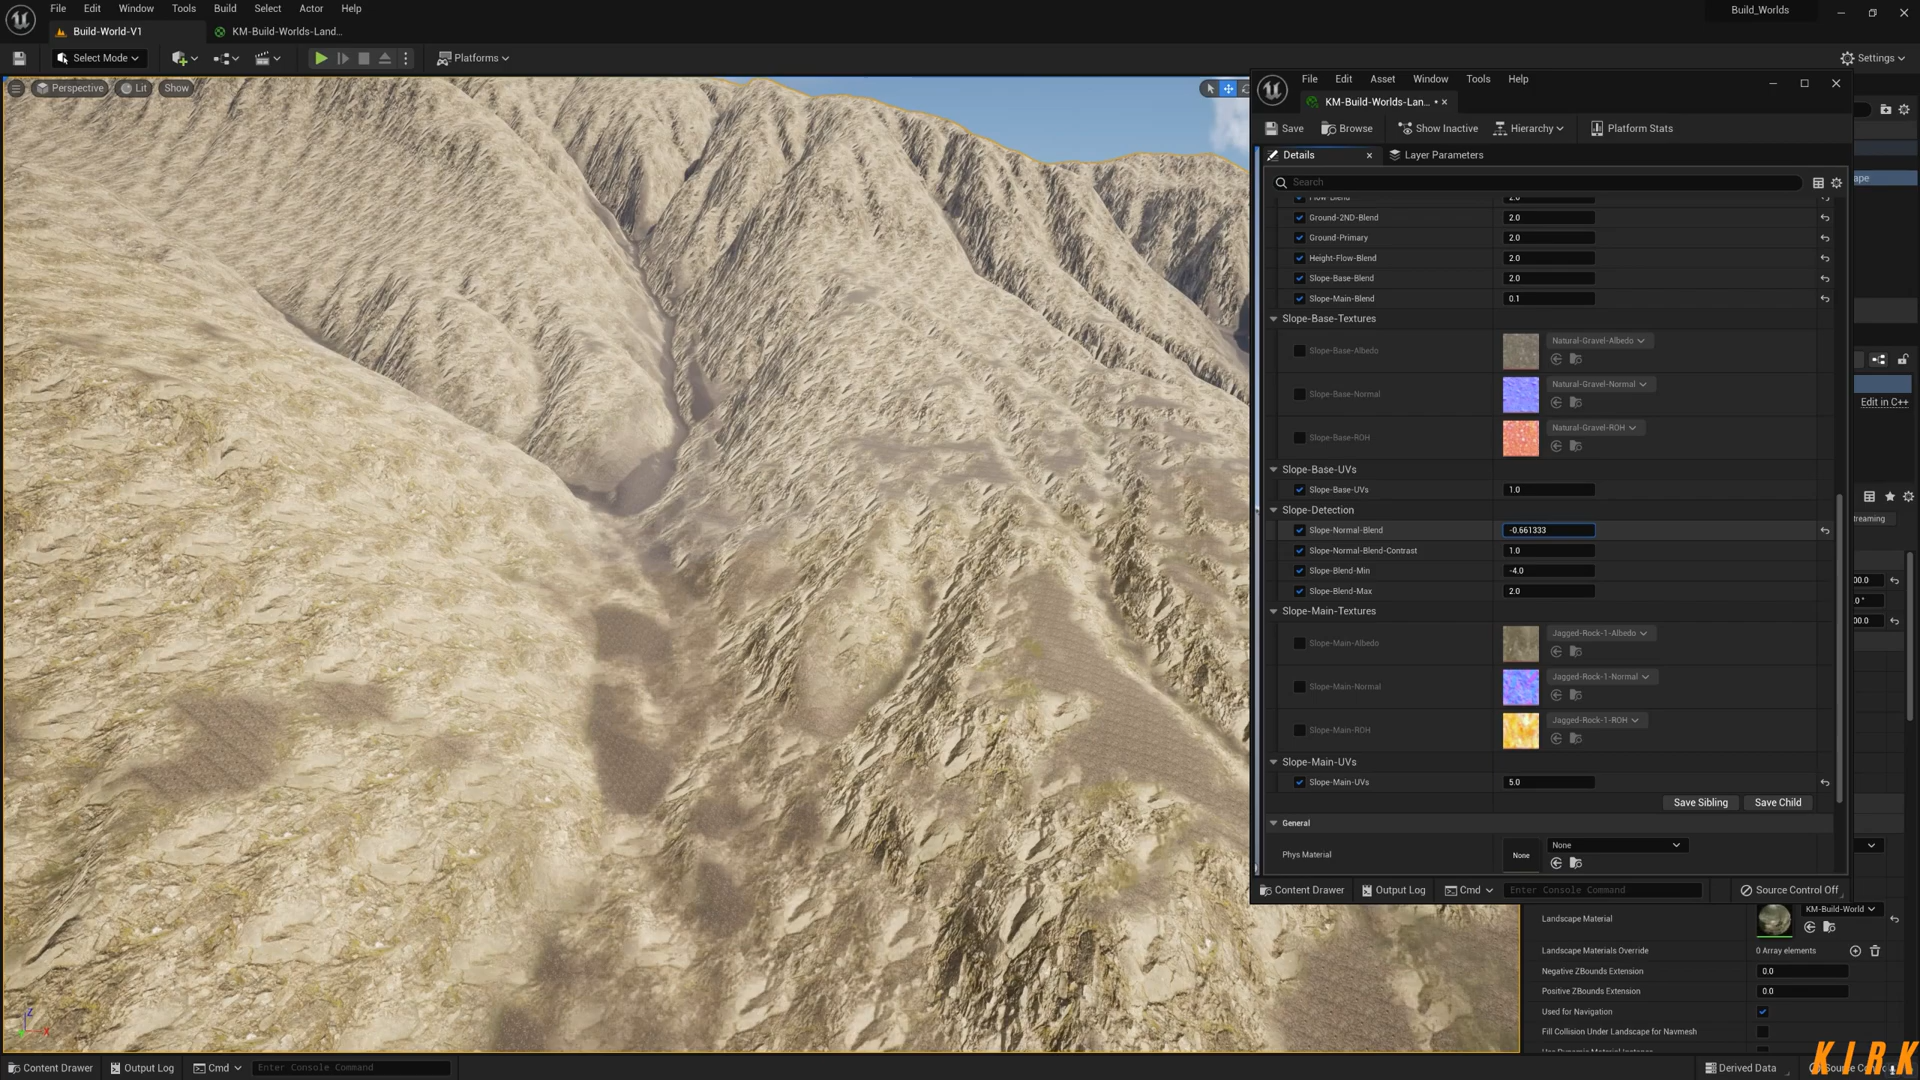 File Edit Window Tools Build Select Actor Help
Build_Worlds
Build-World-V1
KM-Build-Worlds-Land...
Select Mode
Platforms
Settings
Perspective
Lit
Show
File Edit Asset Window Tools Help
KM-Build-Worlds-Lan...
Save
Browse
Show Inactive
Hierarchy
Platform Stats
Details
Layer Parameters
Search
Flow-Blend 2.0
Ground-2ND-Blend 2.0
Ground-Primary 2.0
Height-Flow-Blend 2.0
Slope-Base-Blend 2.0
Slope-Main-Blend 0.1
Slope-Base-Textures
Slope-Base-Albedo Natural-Gravel-Albedo
Slope-Base-Normal Natural-Gravel-Normal
Slope-Base-ROH Natural-Gravel-ROH
Slope-Base-UVs
Slope-Base-UVs 1.0
Slope-Detection
Slope-Normal-Blend -0.661333
Slope-Normal-Blend-Contrast 1.0
Slope-Blend-Min -4.0
Slope-Blend-Max 2.0
Slope-Main-Textures
Slope-Main-Albedo Jagged-Rock-1-Albedo
Slope-Main-Normal Jagged-Rock-1-Normal
Slope-Main-ROH Jagged-Rock-1-ROH
Slope-Main-UVs
Slope-Main-UVs 5.0
Save Sibling Save Child
General
Phys Material None None
Content Drawer Output Log Cmd Enter Console Command Source Control Off
ape
Edit in C++
reaming
00.0
0°
00.0
Landscape Material KM-Build-World
Landscape Materials Override 0 Array elements
Negative ZBounds Extension 0.0
Positive ZBounds Extension 0.0
Used for Navigation
Fill Collision Under Landscape for Navmesh
Z
X
Content Drawer Output Log Cmd Enter Console Command
Derived Data
KIRK